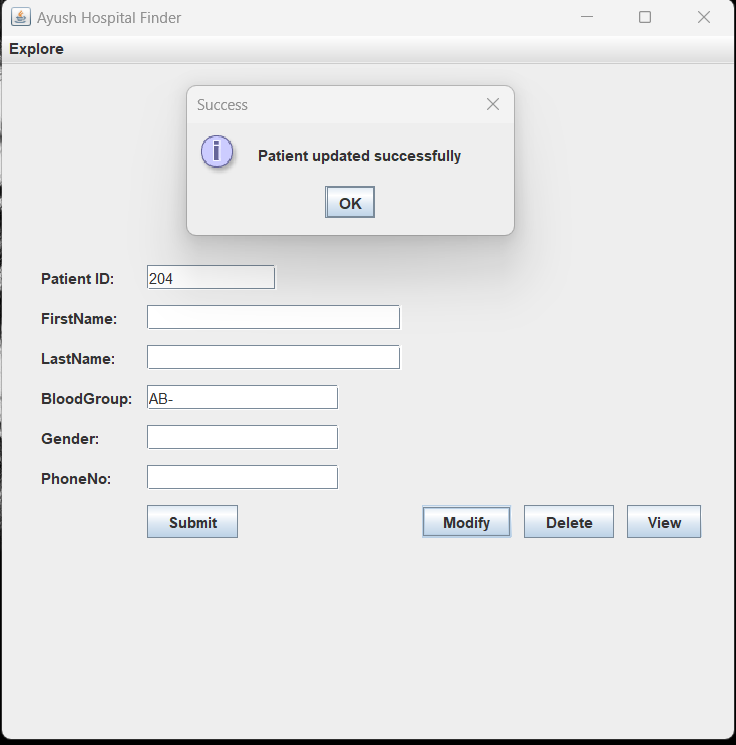 Ayush Hospital Finder
Explore
Success
i
Patient updated successfully
OK
Patient ID: 204
FirstName:
LastName:
BloodGroup: AB-
Gender:
PhoneNo:
Submit Modify Delete View